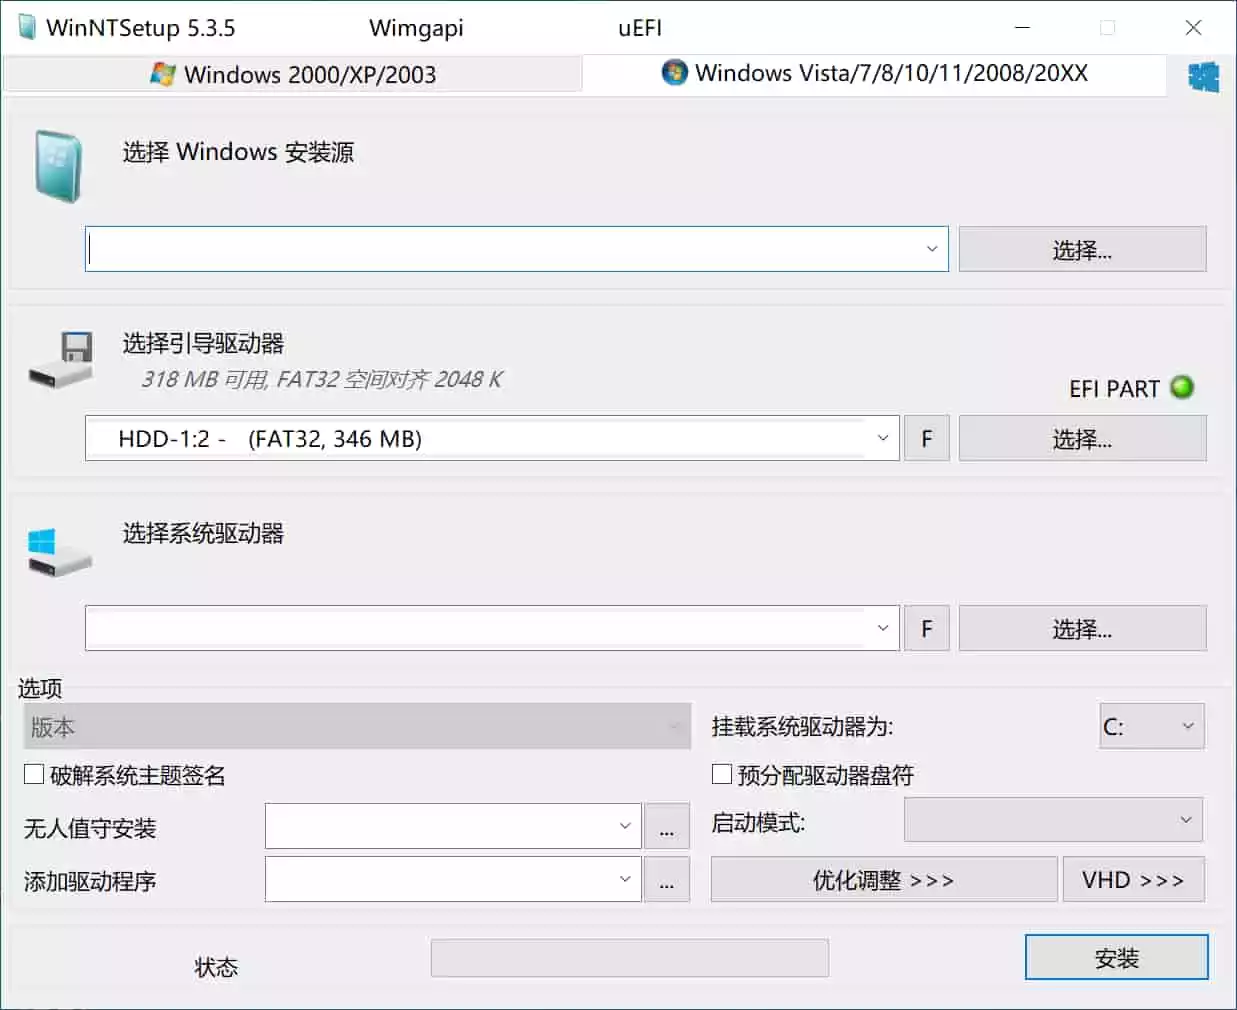 WinNTSetup 5.3.5 Wimgapi uEFI
Windows 2000/XP/2003 Windows Vista/7/8/10/11/2008/20XX
选择 Windows 安装源
选择...
选择引导驱动器
318 MB 可用, FAT32 空间对齐 2048 K
EFI PART
HDD-1:2 - (FAT32, 346 MB) F 选择...
选择系统驱动器
F 选择...
选项
版本 挂载系统驱动器为: C:
破解系统主题签名 预分配驱动器盘符
无人值守安装 ... 启动模式:
添加驱动程序 ... 优化调整 >>> VHD >>>
状态 安装